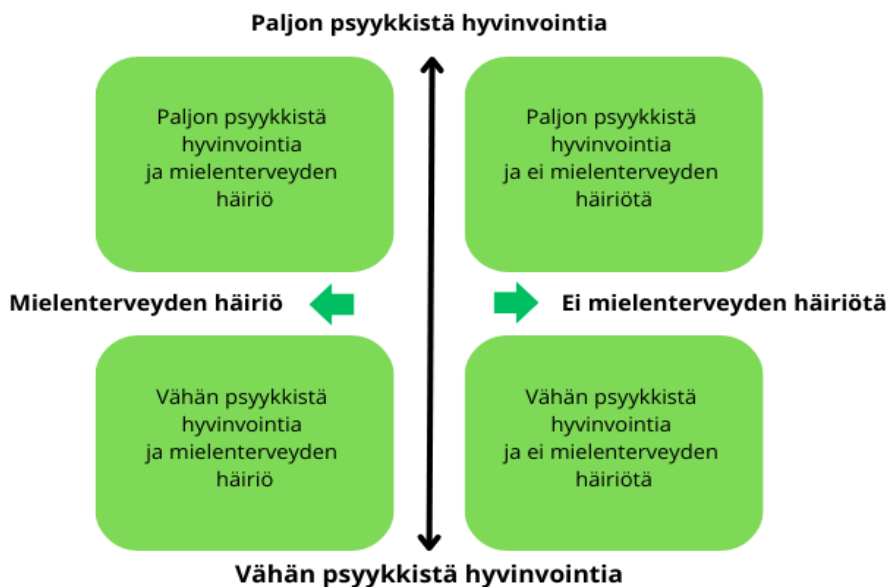 Paljon psyykkistä hyvinvointia
Paljon psyykkistä
hyvinvointia
ja mielenterveyden
häiriö
Paljon psyykkistä
hyvinvointia
ja ei mielenterveyden
häiriötä
Mielenterveyden häiriö
Ei mielenterveyden häiriötä
Vähän psyykkistä
hyvinvointia
ja mielenterveyden
häiriö
Vähän psyykkistä
hyvinvointia
ja ei mielenterveyden
häiriötä
Vähän psyykkistä hyvinvointia